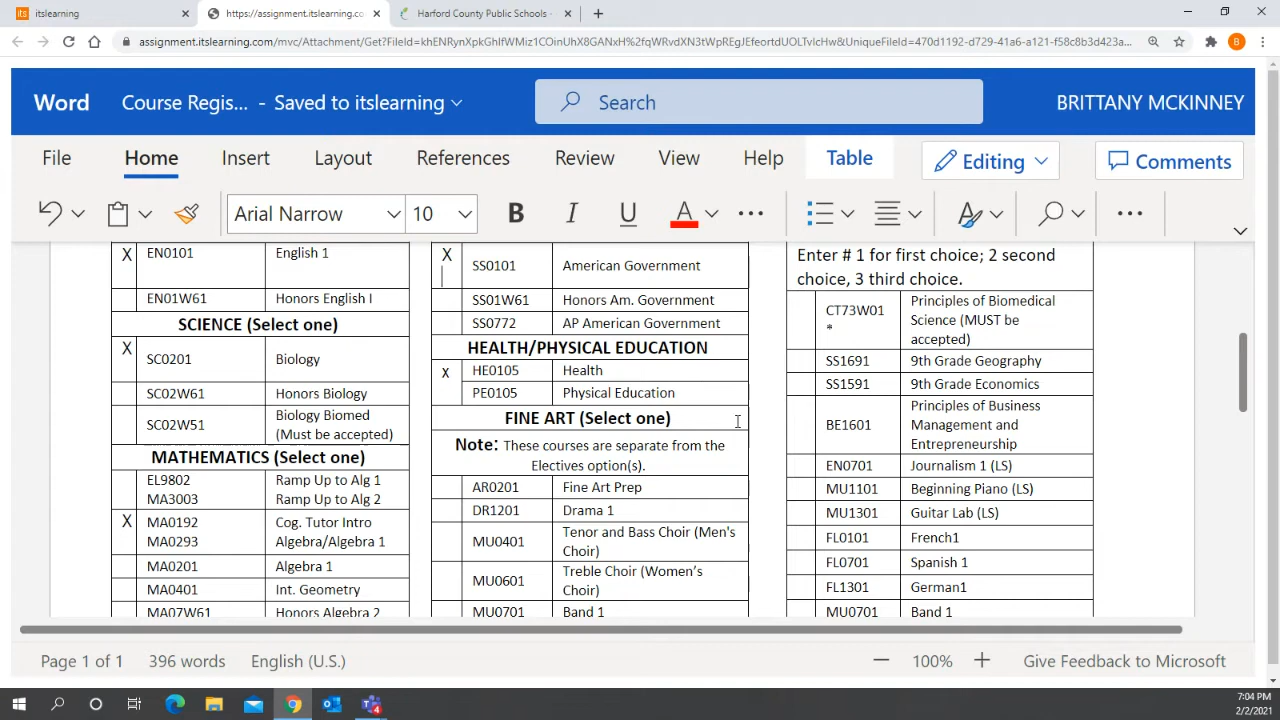 itslearning
https://assignment.itslearning.co
Harford County Public Schools -
https://assignment.itslearning.com/mvc/Attachment/Get?FileId=khENRynXpkGhIfWMiz1COinUhX8GANxH%2fqWRvdXN3tWpREgJEfeortdUOLTvIcHw&UniqueFileId=470d1192-d729-41a6-a121-f58c8b3d423a...
B
Word
Course Regis... - Saved to itslearning
Search
BRITTANY MCKINNEY
File
Home
Insert
Layout
References
Review
View
Help
Table
Editing
Comments
Arial Narrow
10
B I U A
X EN0101 English 1
EN01W61 Honors English I
SCIENCE (Select one)
X SC0201 Biology
SC02W61 Honors Biology
SC02W51 Biology Biomed
(Must be accepted)
MATHEMATICS (Select one)
EL9802 Ramp Up to Alg 1
MA3003 Ramp Up to Alg 2
X MA0192 Cog. Tutor Intro
MA0293 Algebra/Algebra 1
MA0201 Algebra 1
MA0401 Int. Geometry
MA07W61 Honors Algebra 2
X SS0101 American Government
SS01W61 Honors Am. Government
SS0772 AP American Government
HEALTH/PHYSICAL EDUCATION
x HE0105 Health
PE0105 Physical Education
FINE ART (Select one)
Note: These courses are separate from the
Electives option(s).
AR0201 Fine Art Prep
DR1201 Drama 1
MU0401 Tenor and Bass Choir (Men's
Choir)
MU0601 Treble Choir (Women’s
Choir)
MU0701 Band 1
Enter # 1 for first choice; 2 second
choice, 3 third choice.
CT73W01
* Principles of Biomedical
Science (MUST be
accepted)
SS1691 9th Grade Geography
SS1591 9th Grade Economics
BE1601 Principles of Business
Management and
Entrepreneurship
EN0701 Journalism 1 (LS)
MU1101 Beginning Piano (LS)
MU1301 Guitar Lab (LS)
FL0101 French1
FL0701 Spanish 1
FL1301 German1
MU0701 Band 1
Page 1 of 1
396 words
English (U.S.)
100%
Give Feedback to Microsoft
7:04 PM
2/2/2021